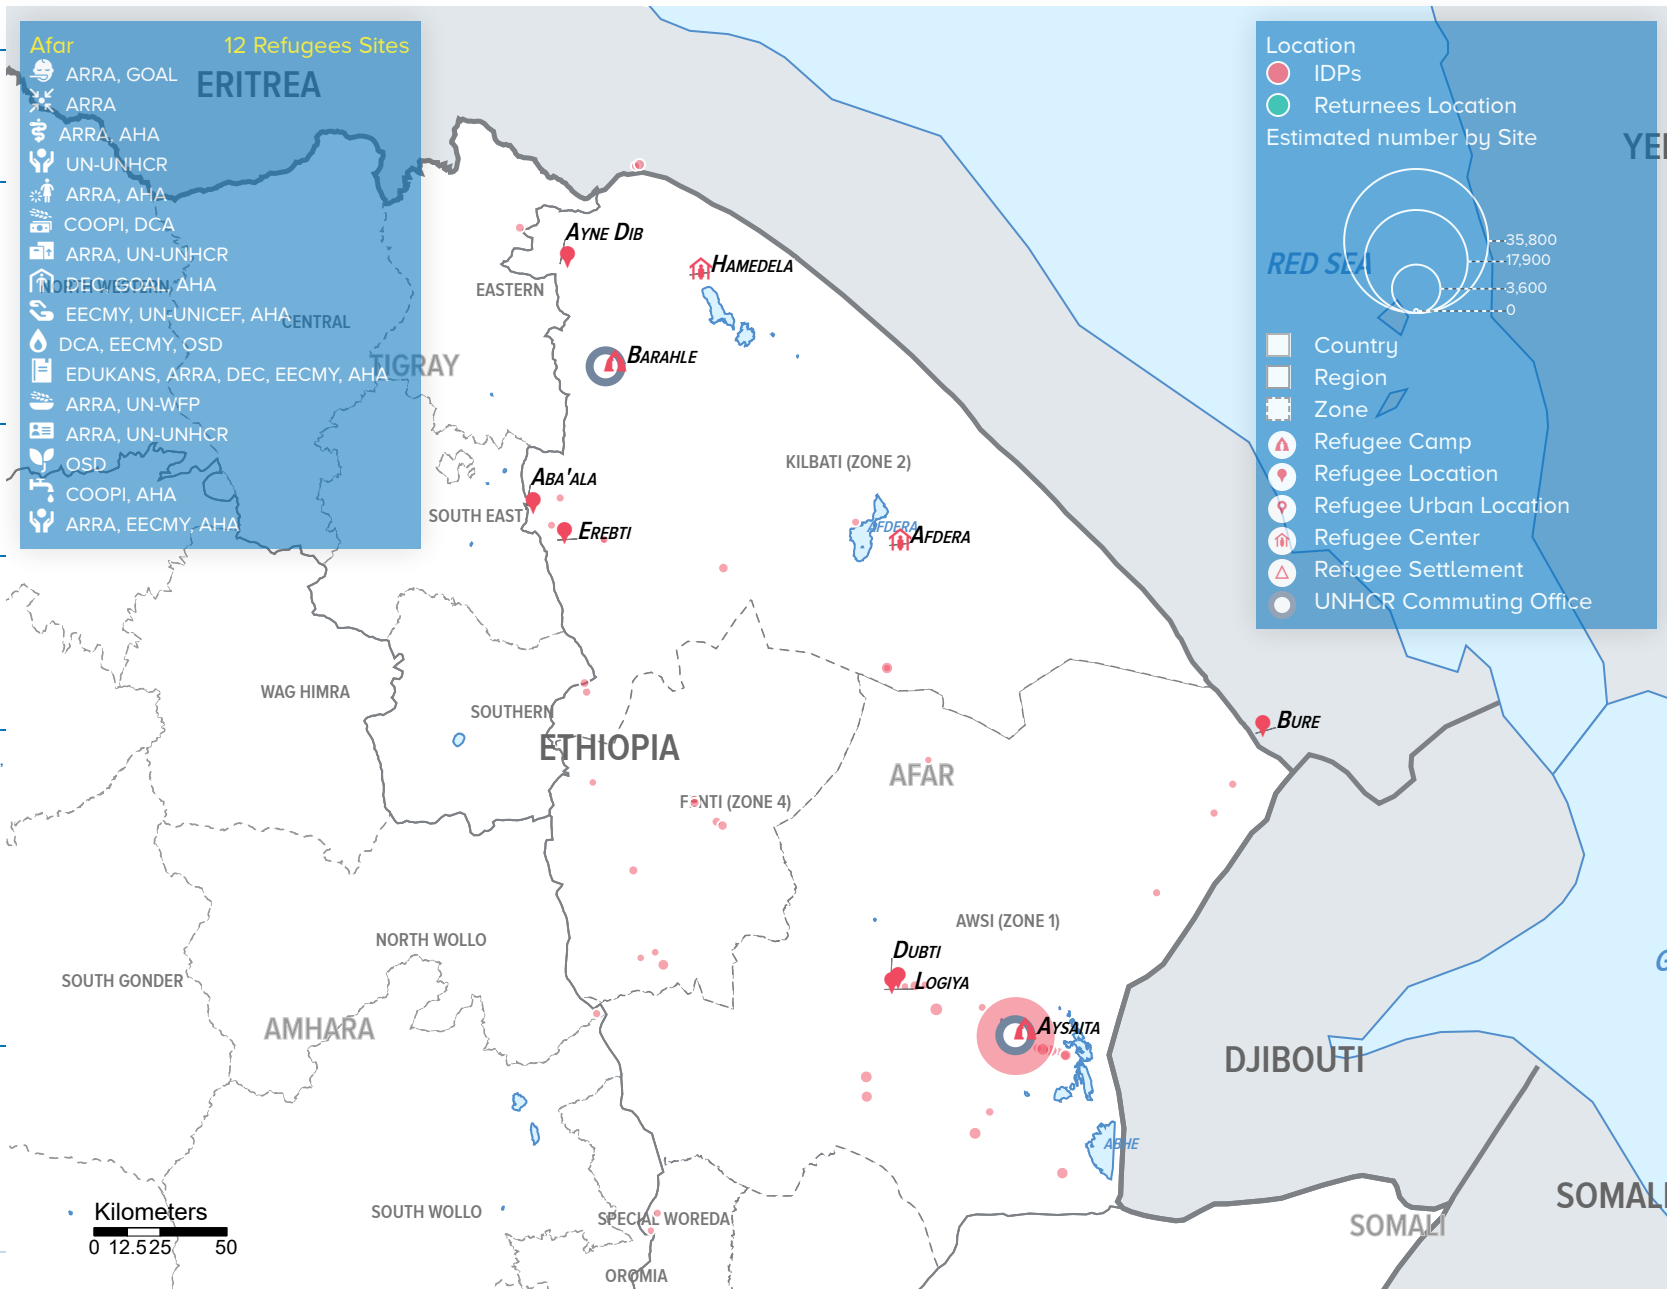 Afar 12 Refugees Sites
ARRA, GOAL
ARRA
ARRA, AHA
UN-UNHCR
ARRA, AHA
COOPI, DCA
ARRA, UN-UNHCR
DEC, GOAL, AHA
EECMY, UN-UNICEF, AHA
DCA, EECMY, OSD
EDUKANS, ARRA, DEC, EECMY, AHA
ARRA, UN-WFP
ARRA, UN-UNHCR
OSD
COOPI, AHA
ARRA, EECMY, AHA
Location
IDPs
Returnees Location
Estimated number by Site
35,800
17,900
3,600
0
Country
Region
Zone
Refugee Camp
Refugee Location
Refugee Urban Location
Refugee Center
Refugee Settlement
UNHCR Commuting Office
ERITREA
YE
RED SEA
AYNE DIB
HAMEDELA
EASTERN
NORTH WESTERN
CENTRAL
TIGRAY
BARAHLE
KILBATI (ZONE 2)
ABA'ALA
SOUTH EAST
EREBTI
AFDERA
AFDERA
WAG HIMRA
SOUTHERN
BURE
ETHIOPIA
AFAR
FANTI (ZONE 4)
AWSI (ZONE 1)
NORTH WOLLO
DUBTI
LOGIYA
SOUTH GONDER
G
AMHARA
AYSAITA
DJIBOUTI
ABHE
SOMALI
SOUTH WOLLO
SPECIAL WOREDA
SOMALI
OROMIA
Kilometers
0 12.5 25 50